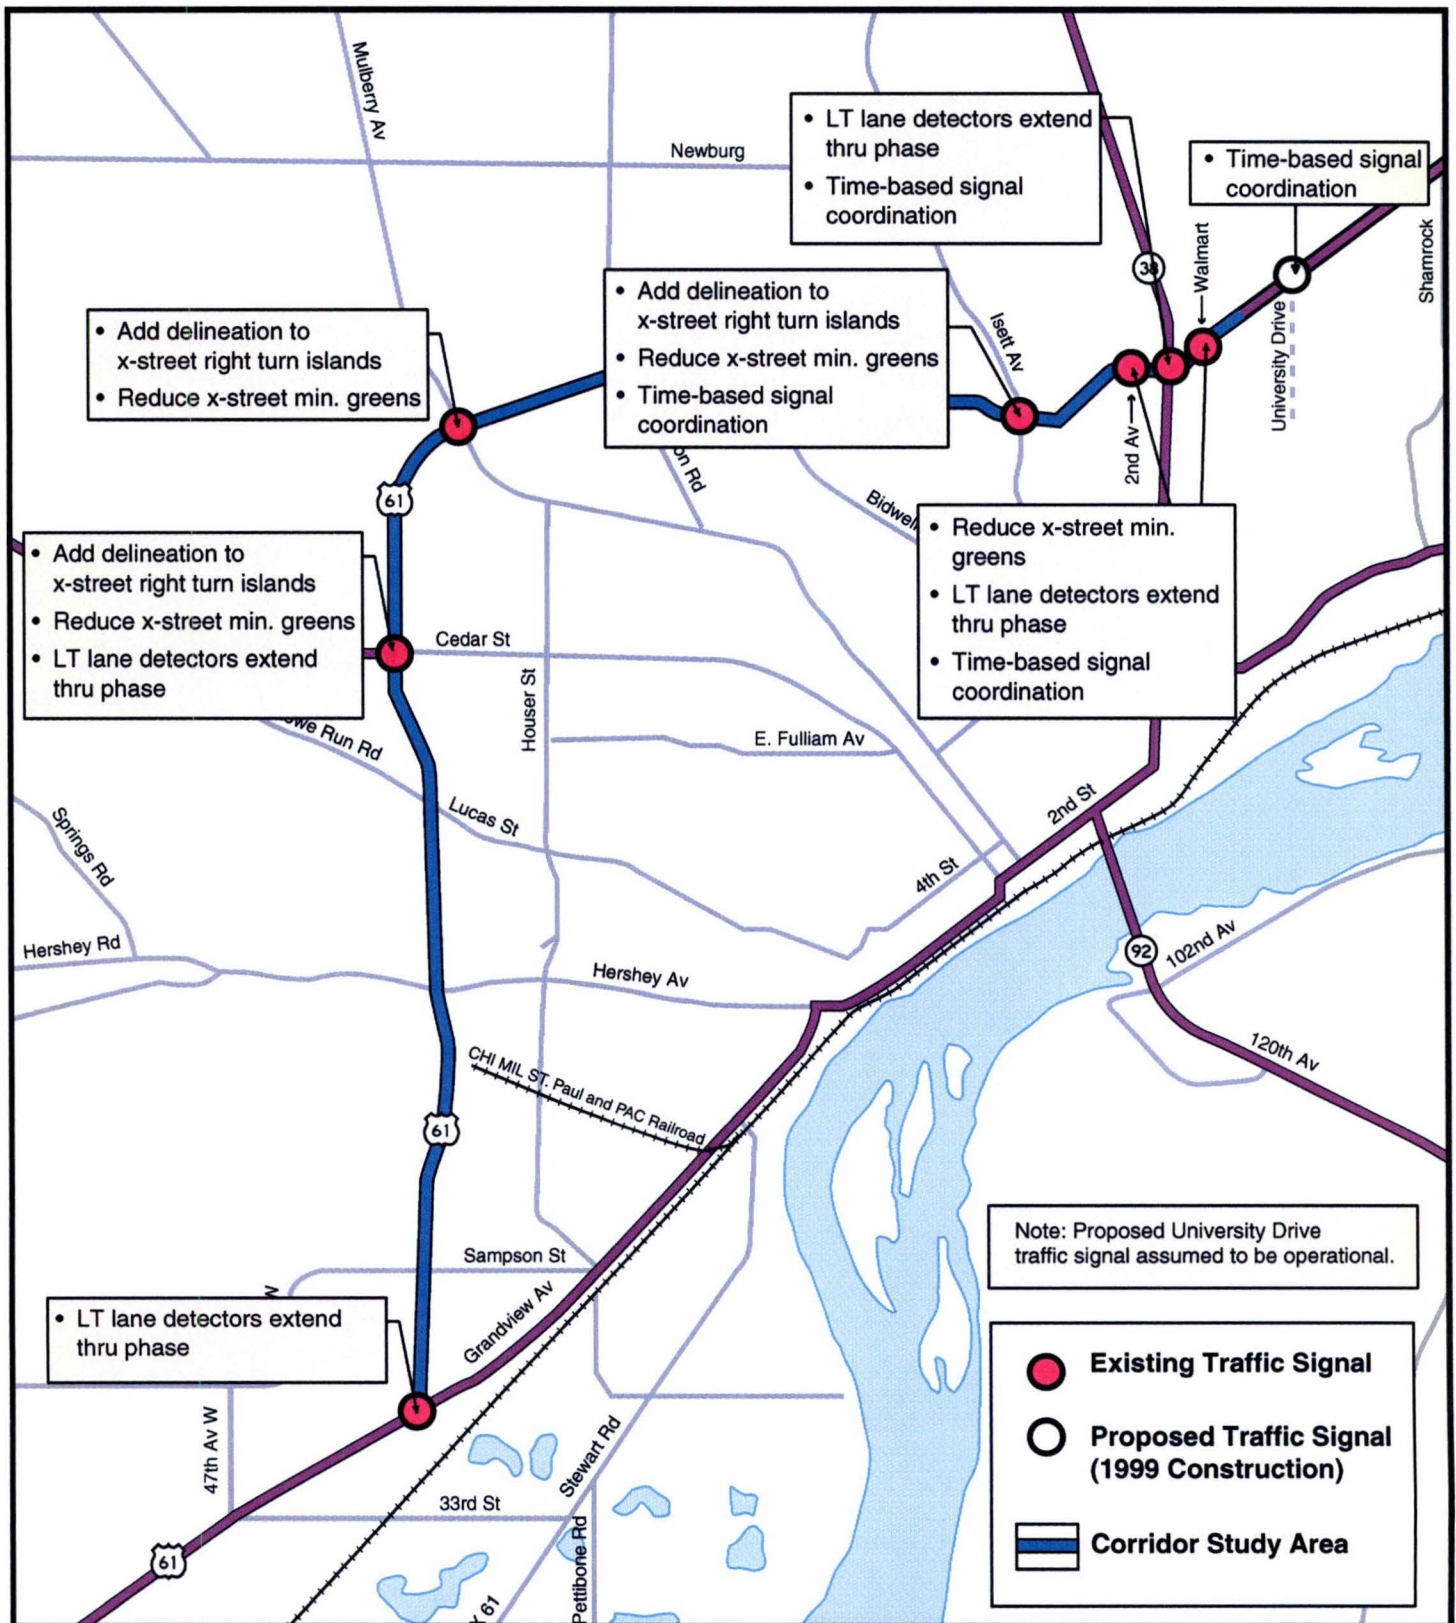 Mulberry Av
Newburg
• LT lane detectors extend
thru phase
• Time-based signal
coordination
• Time-based signal
coordination
38
Walmart
Shamrock
University Drive
• Add delineation to
x-street right turn islands
• Reduce x-street min. greens
• Time-based signal
coordination
Isett Av
• Add delineation to
x-street right turn islands
• Reduce x-street min. greens
2nd Av
61
on Rd
Bidwell
• Reduce x-street min.
greens
• LT lane detectors extend
thru phase
• Time-based signal
coordination
• Add delineation to
x-street right turn islands
• Reduce x-street min. greens
• LT lane detectors extend
thru phase
Cedar St
Houser St
owe Run Rd
E. Fulliam Av
Lucas St
2nd St
Springs Rd
4th St
Hershey Rd
Hershey Av
92
102nd Av
120th Av
CHI MIL ST. Paul and PAC Railroad
61
Note: Proposed University Drive
traffic signal assumed to be operational.
Sampson St
W
Grandview Av
• LT lane detectors extend
thru phase
47th Av W
Stewart Rd
33rd St
Pettibone Rd
61
x 61
Existing Traffic Signal
Proposed Traffic Signal
(1999 Construction)
Corridor Study Area